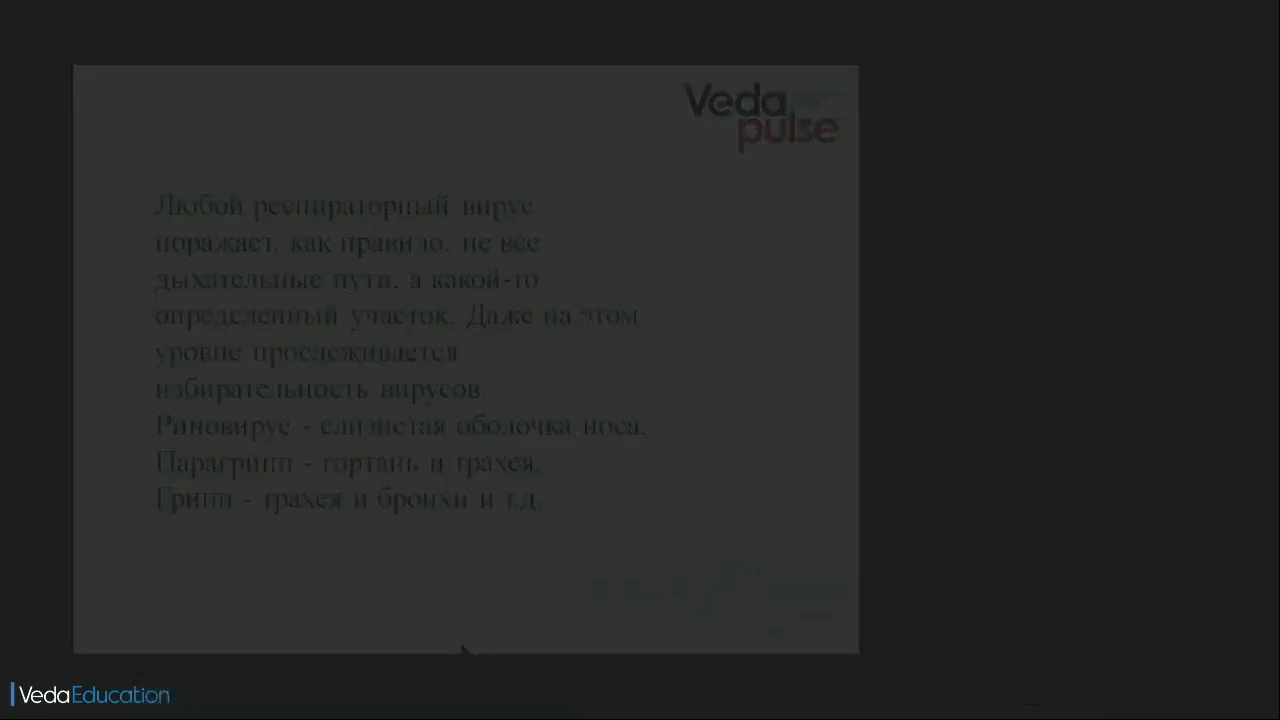 Veda
pulse
Любой респираторный вирус
поражает, как правило, не все
дыхательные пути, а какой-то
определенный участок. Даже на этом
уровне прослеживается
избирательность вирусов.
Риновирус - слизистая оболочка носа,
Парагрипп - гортань и трахея,
Грипп - трахея и бронхи и т.д.
VedaEducation